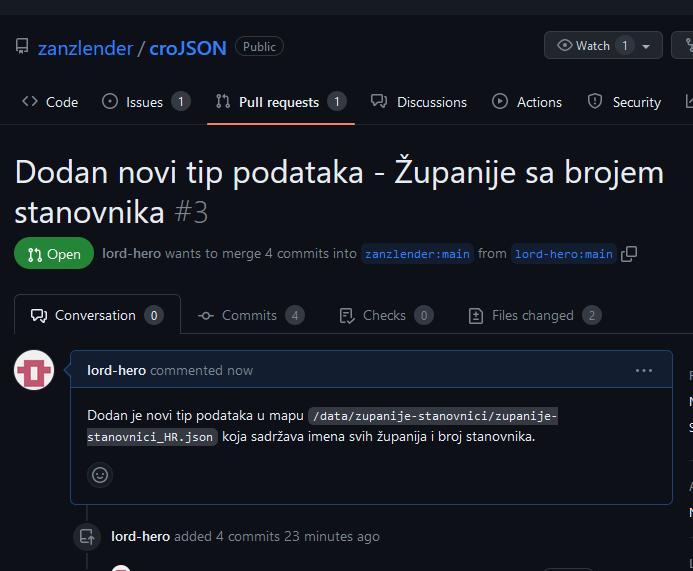 zanzlender / croJSON Public Watch 1
Code Issues 1 Pull requests 1 Discussions Actions Security
Dodan novi tip podataka - Županije sa brojem
stanovnika #3
Open lord-hero wants to merge 4 commits into zanzlender:main from lord-hero:main
Conversation 0 Commits 4 Checks 0 Files changed 2
lord-hero commented now
Dodan je novi tip podataka u mapu /data/zupanije-stanovnici/zupanije-
stanovnici_HR.json koja sadržava imena svih županija i broj stanovnika.
lord-hero added 4 commits 23 minutes ago